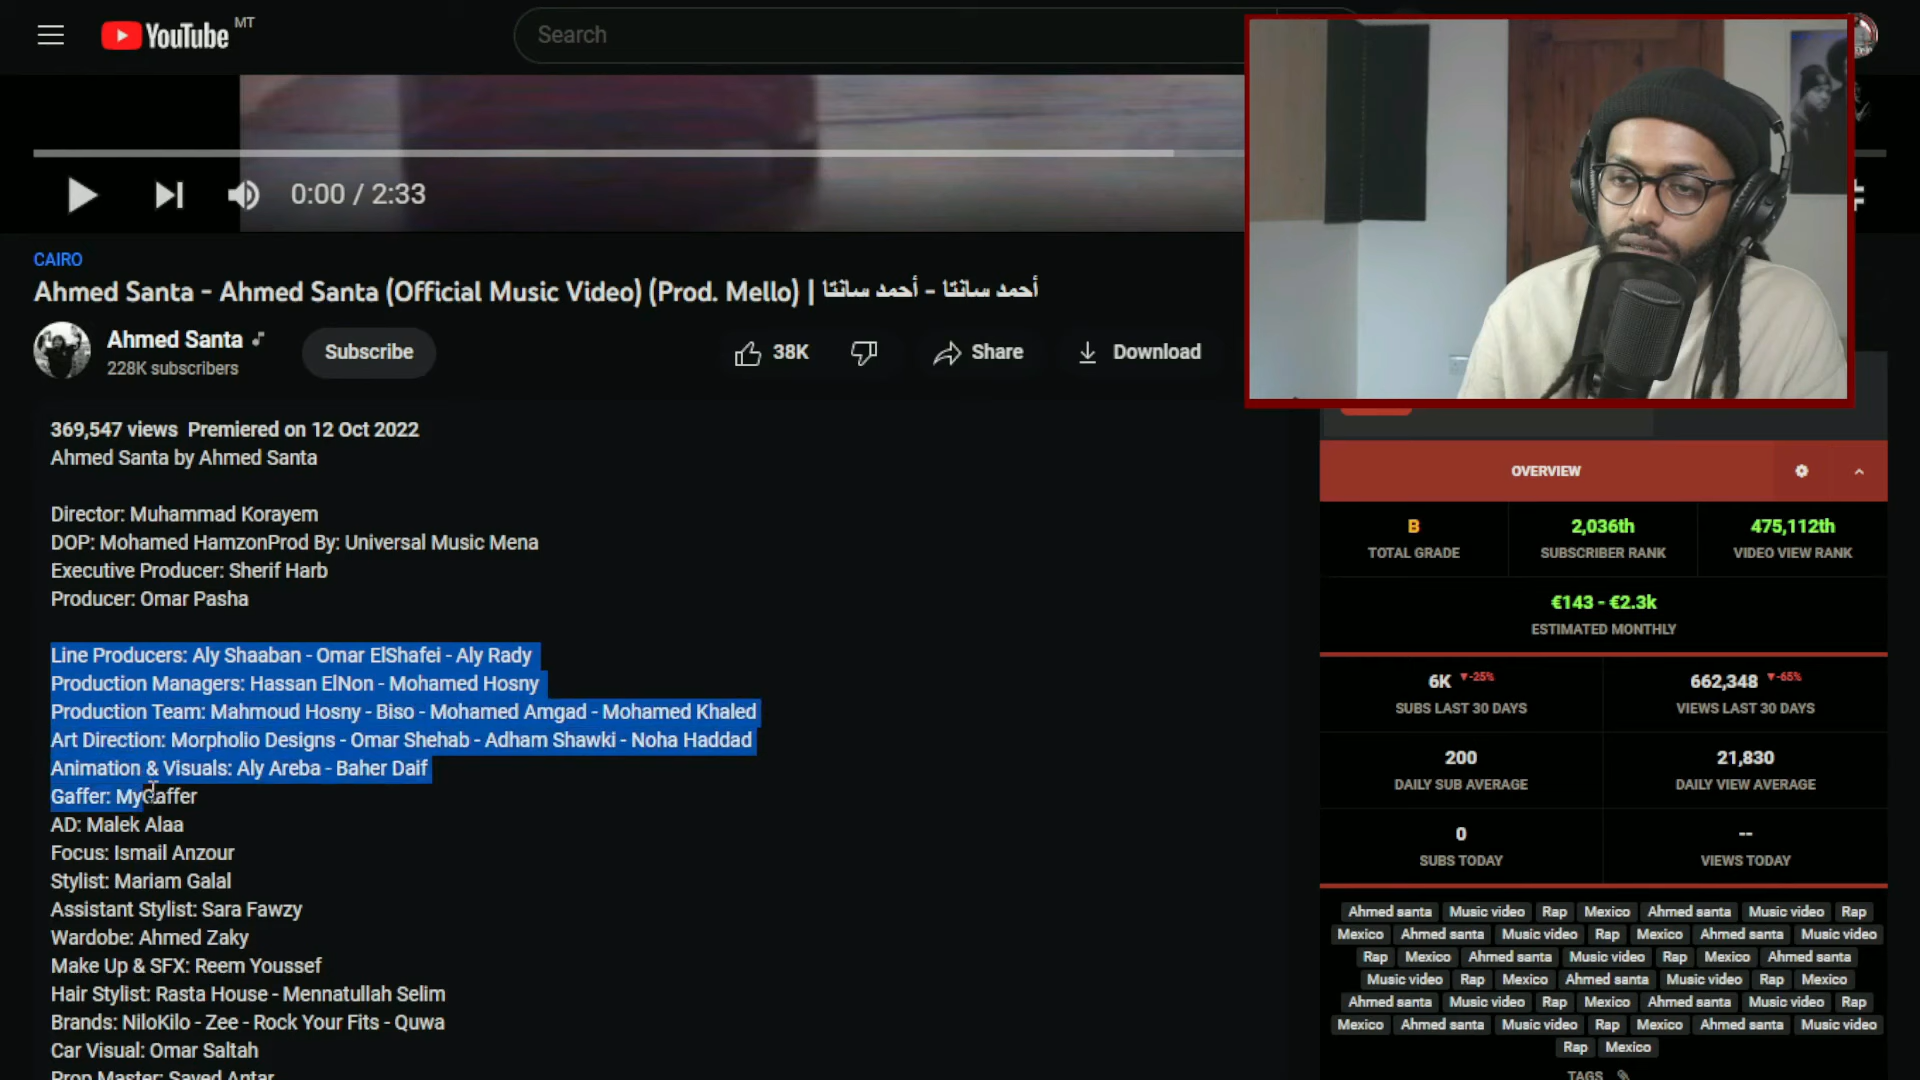 YouTube MT
Search
0:00 / 2:33
CAIRO
Ahmed Santa - Ahmed Santa (Official Music Video) (Prod. Mello) | أحمد سانتا - أحمد سانتا
Ahmed Santa
228K subscribers
Subscribe
38K
Share
Download
369,547 views Premiered on 12 Oct 2022
Ahmed Santa by Ahmed Santa
Director: Muhammad Korayem
DOP: Mohamed HamzonProd By: Universal Music Mena
Executive Producer: Sherif Harb
Producer: Omar Pasha
Line Producers: Aly Shaaban - Omar ElShafei - Aly Rady
Production Managers: Hassan ElNon - Mohamed Hosny
Production Team: Mahmoud Hosny - Biso - Mohamed Amgad - Mohamed Khaled
Art Direction: Morpholio Designs - Omar Shehab - Adham Shawki - Noha Haddad
Animation & Visuals: Aly Areba - Baher Daif
Gaffer: MyGaffer
AD: Malek Alaa
Focus: Ismail Anzour
Stylist: Mariam Galal
Assistant Stylist: Sara Fawzy
Wardobe: Ahmed Zaky
Make Up & SFX: Reem Youssef
Hair Stylist: Rasta House - Mennatullah Selim
Brands: NiloKilo - Zee - Rock Your Fits - Quwa
Car Visual: Omar Saltah
Prop Master: Sayed Antar
OVERVIEW
B 2,036th 475,112th
TOTAL GRADE SUBSCRIBER RANK VIDEO VIEW RANK
€143 - €2.3k
ESTIMATED MONTHLY
6K ▼-25% 662,348 ▼-65%
SUBS LAST 30 DAYS VIEWS LAST 30 DAYS
200 21,830
DAILY SUB AVERAGE DAILY VIEW AVERAGE
0 --
SUBS TODAY VIEWS TODAY
Ahmed santa Music video Rap Mexico Ahmed santa Music video Rap
Mexico Ahmed santa Music video Rap Mexico Ahmed santa Music video
Rap Mexico Ahmed santa Music video Rap Mexico Ahmed santa
Music video Rap Mexico Ahmed santa Music video Rap Mexico
Ahmed santa Music video Rap Mexico Ahmed santa Music video Rap
Mexico Ahmed santa Music video Rap Mexico Ahmed santa Music video
Rap Mexico
TAGS